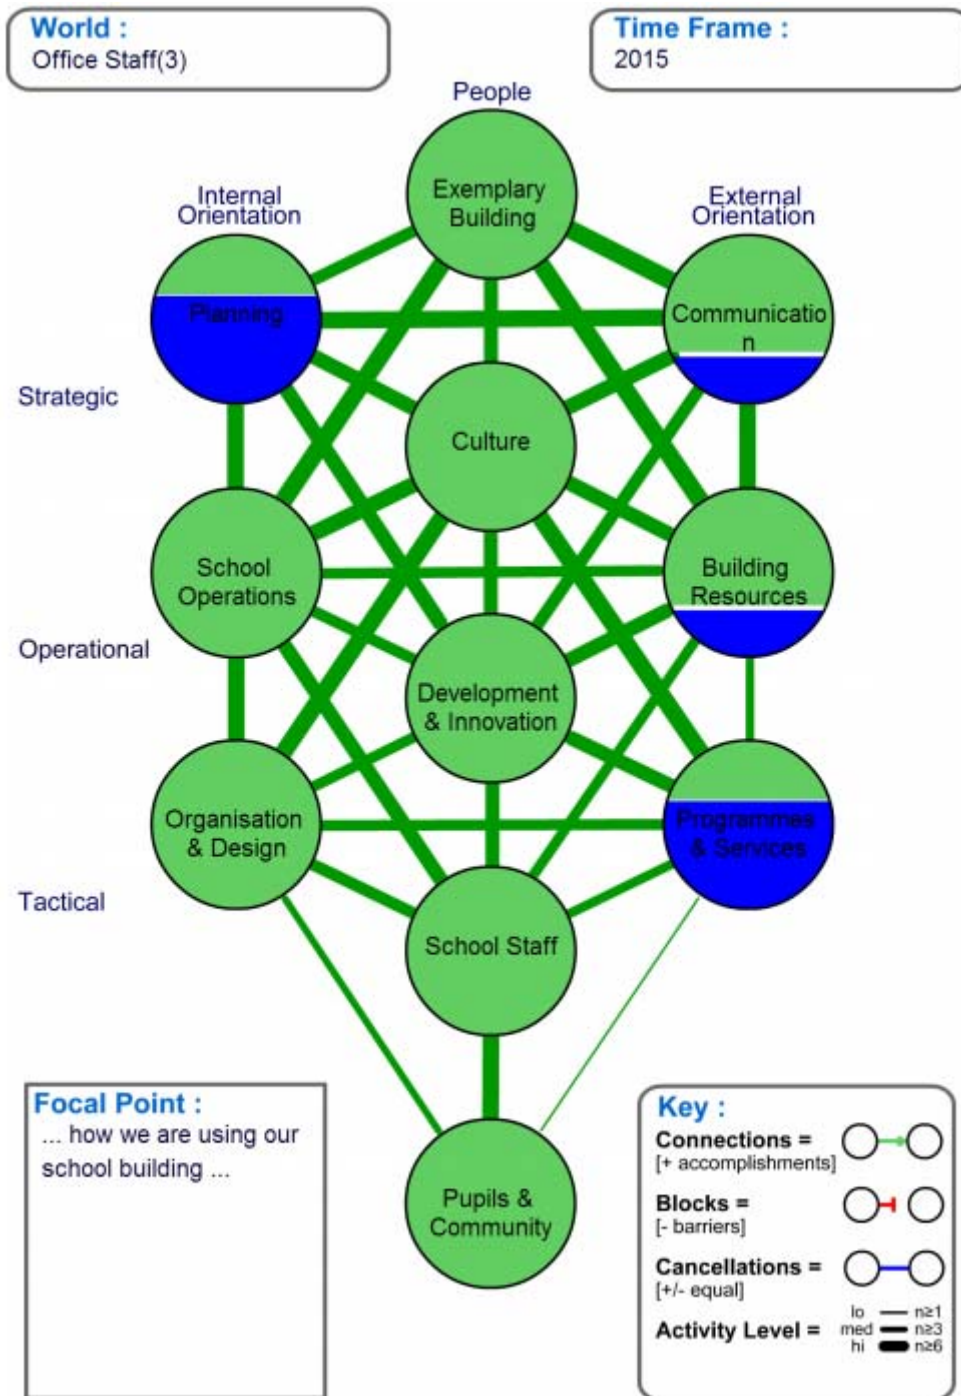 World :
Office Staff(3)
Time Frame :
2015
People
Internal
Orientation
External
Orientation
Exemplary
Building
Planning
Communicatio
n
Strategic
Culture
School
Operations
Building
Resources
Operational
Development
& Innovation
Organisation
& Design
Programmes
& Services
Tactical
School Staff
Pupils &
Community
Focal Point :
... how we are using our
school building ...
Key :
Connections =
[+ accomplishments]
Blocks =
[- barriers]
Cancellations =
[+/- equal]
Activity Level =
lo n≥1
med n≥3
hi n≥6